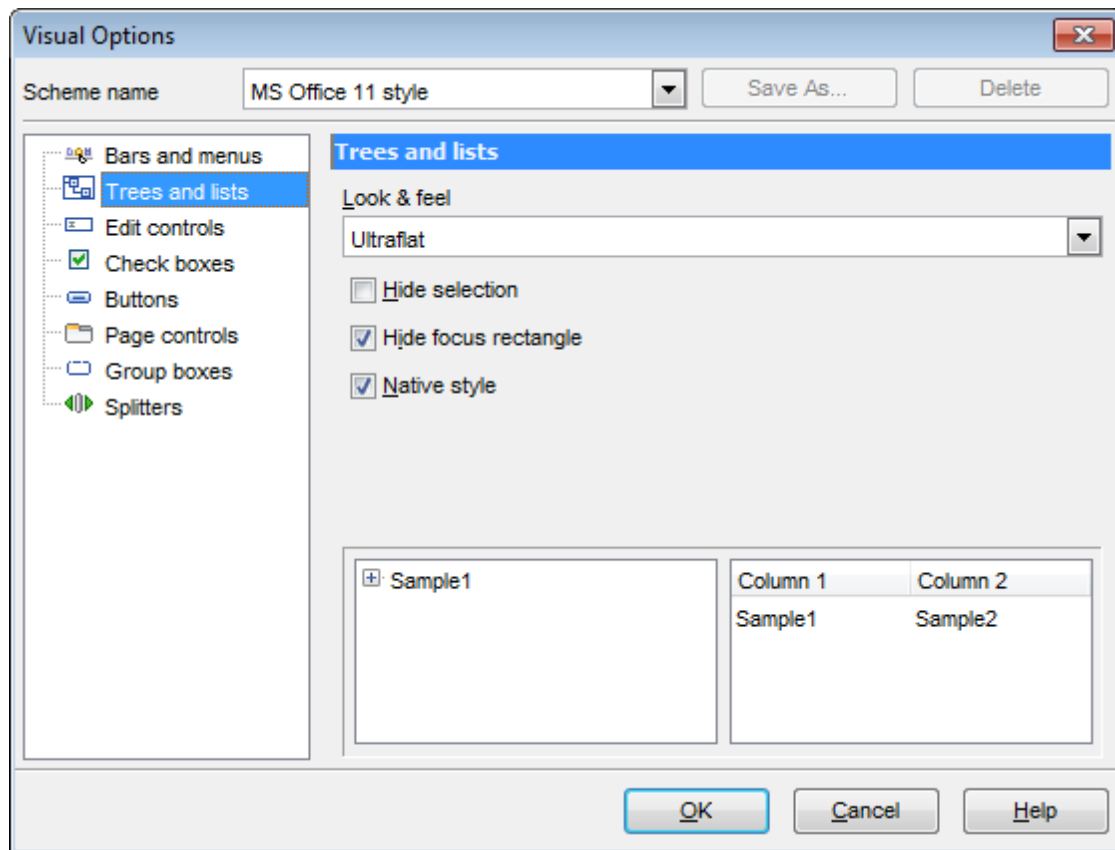 Visual Options
Scheme name MS Office 11 style Save As... Delete
Bars and menus
Trees and lists
Edit controls
Check boxes
Buttons
Page controls
Group boxes
Splitters
Trees and lists
Look & feel
Ultraflat
Hide selection
Hide focus rectangle
Native style
Sample1
Column 1 Column 2
Sample1 Sample2
OK Cancel Help